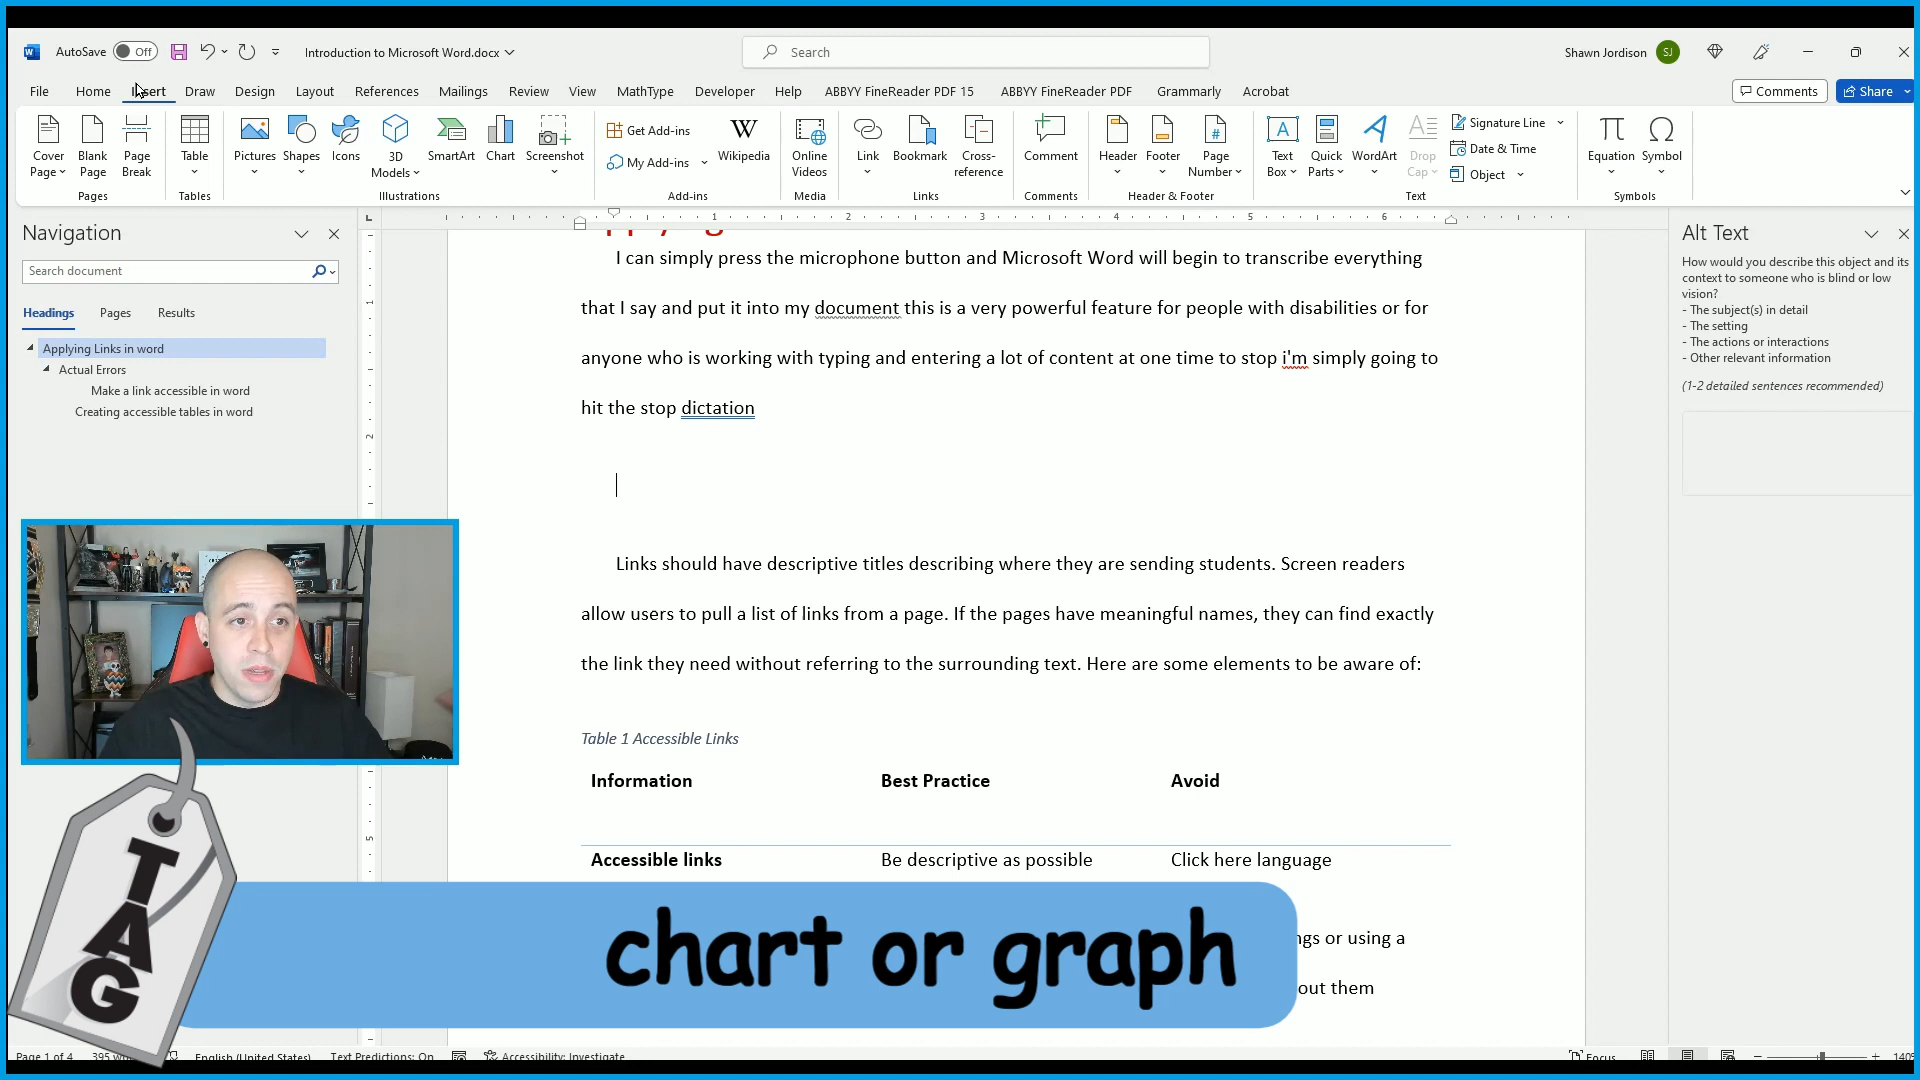 AutoSave Off Introduction to Microsoft Word.docx Search Shawn Jordison SJ
File Home Insert Draw Design Layout References Mailings Review View MathType Developer Help ABBYY FineReader PDF 15 ABBYY FineReader PDF Grammarly Acrobat Comments Share
Cover Page Blank Page Page Break Table Pictures Shapes Icons 3D Models SmartArt Chart Screenshot Get Add-ins My Add-ins Wikipedia Online Videos Link Bookmark Cross-reference Comment Header Footer Page Number Text Box Quick Parts WordArt Drop Cap Signature Line Date & Time Object Equation Symbol
Pages Tables Illustrations Add-ins Media Links Comments Header & Footer Text Symbols
1 2 3 4 5 6
Navigation
Search document
Headings Pages Results
Applying Links in word
Actual Errors
Make a link accessible in word
Creating accessible tables in word
1
2
5
I can simply press the microphone button and Microsoft Word will begin to transcribe everything
that I say and put it into my document this is a very powerful feature for people with disabilities or for
anyone who is working with typing and entering a lot of content at one time to stop i'm simply going to
hit the stop dictation
Links should have descriptive titles describing where they are sending students. Screen readers
allow users to pull a list of links from a page. If the pages have meaningful names, they can find exactly
the link they need without referring to the surrounding text. Here are some elements to be aware of:
Table 1 Accessible Links
Information Best Practice Avoid
Accessible links Be descriptive as possible Click here language
ngs or using a
out them
Alt Text
How would you describe this object and its
context to someone who is blind or low
vision?
- The subject(s) in detail
- The setting
- The actions or interactions
- Other relevant information
(1-2 detailed sentences recommended)
TAG
chart or graph
Page 1 of 4 395 English (United States) Text Predictions: On Accessibility: Investigate Focus 140%